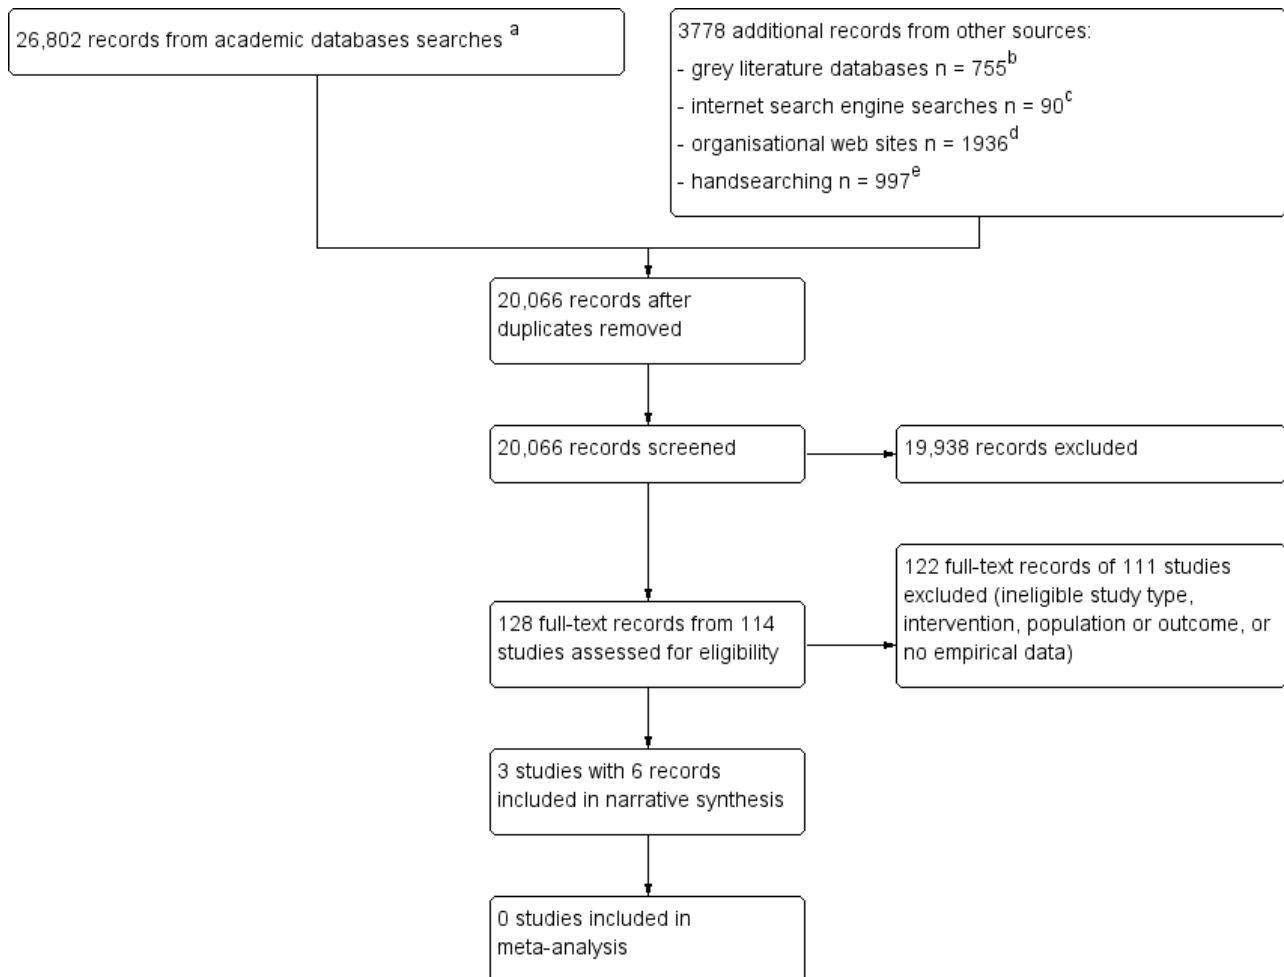 26,802 records from academic databases searches a
3778 additional records from other sources:
- grey literature databases n = 755b
- internet search engine searches n = 90c
- organisational web sites n = 1936d
- handsearching n = 997e
20,066 records after
duplicates removed
20,066 records screened
19,938 records excluded
122 full-text records of 111 studies
excluded (ineligible study type,
intervention, population or outcome, or
no empirical data)
128 full-text records from 114
studies assessed for eligibility
3 studies with 6 records
included in narrative synthesis
0 studies included in
meta-analysis